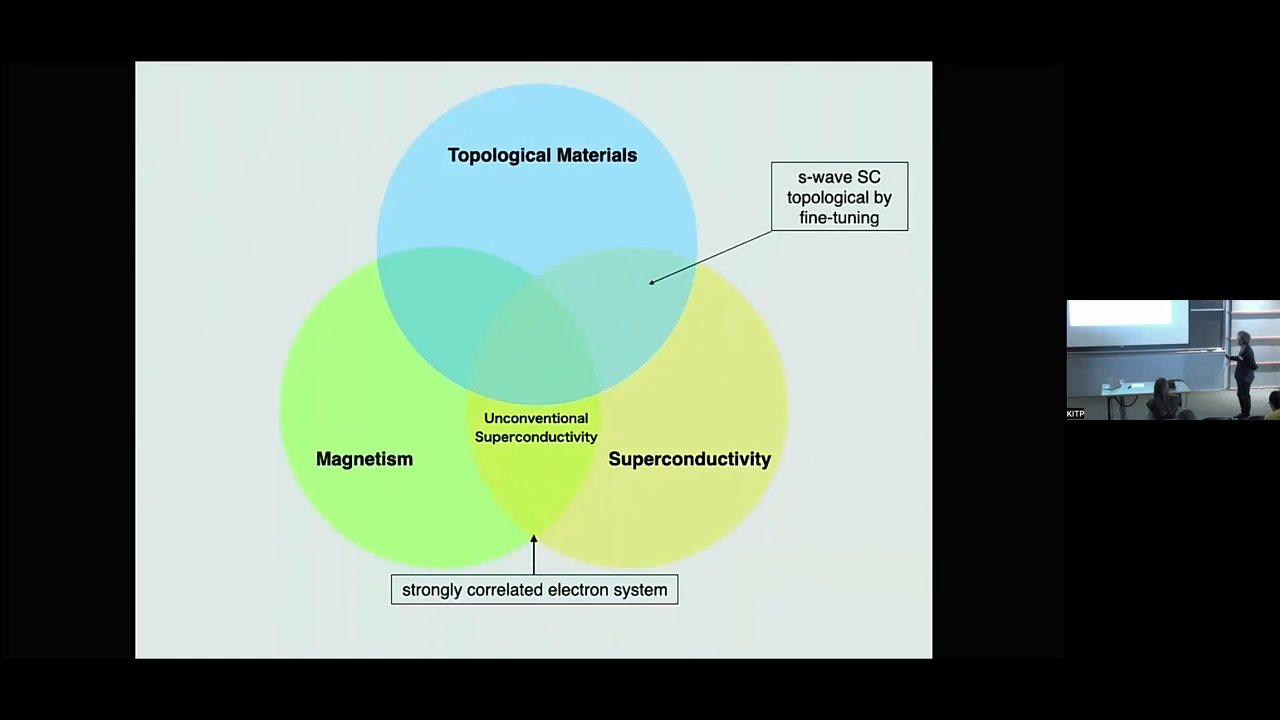 Topological Materials
s-wave SC
topological by
fine-tuning
Unconventional
Superconductivity
Magnetism
Superconductivity
strongly correlated electron system
KITP